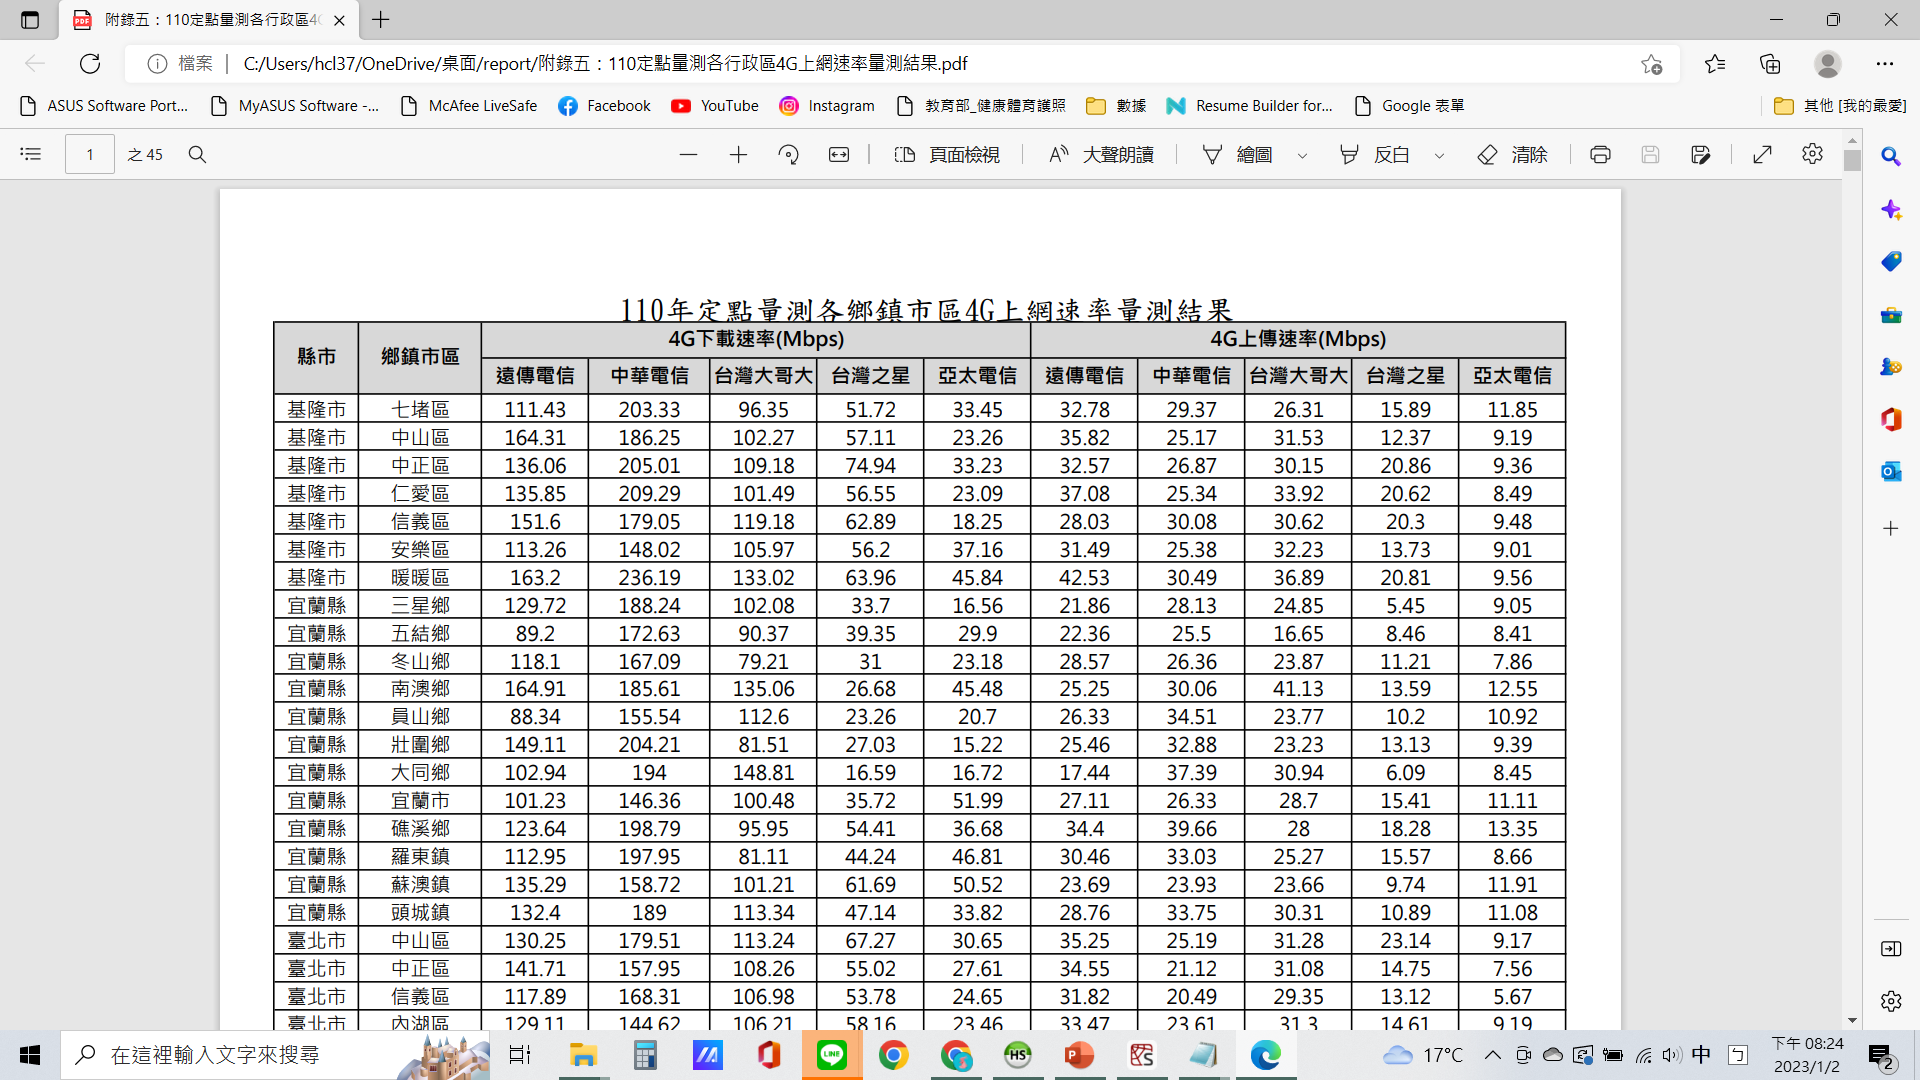 附錄五：110定點量測各行政區4G
檔案 C:/Users/hcl37/OneDrive/桌面/report/附錄五：110定點量測各行政區4G上網速率量測結果.pdf
ASUS Software Port... MyASUS Software -... McAfee LiveSafe Facebook YouTube Instagram 教育部_健康體育護照 數據 Resume Builder for... Google 表單 其他 [我的最愛]
1 之 45 頁面檢視 大聲朗讀 繪圖 反白 清除
110年定點量測各鄉鎮市區4G上網速率量測結果
縣市 鄉鎮市區 4G下載速率(Mbps) 4G上傳速率(Mbps)
遠傳電信 中華電信 台灣大哥大 台灣之星 亞太電信 遠傳電信 中華電信 台灣大哥大 台灣之星 亞太電信
基隆市 七堵區 111.43 203.33 96.35 51.72 33.45 32.78 29.37 26.31 15.89 11.85
基隆市 中山區 164.31 186.25 102.27 57.11 23.26 35.82 25.17 31.53 12.37 9.19
基隆市 中正區 136.06 205.01 109.18 74.94 33.23 32.57 26.87 30.15 20.86 9.36
基隆市 仁愛區 135.85 209.29 101.49 56.55 23.09 37.08 25.34 33.92 20.62 8.49
基隆市 信義區 151.6 179.05 119.18 62.89 18.25 28.03 30.08 30.62 20.3 9.48
基隆市 安樂區 113.26 148.02 105.97 56.2 37.16 31.49 25.38 32.23 13.73 9.01
基隆市 暖暖區 163.2 236.19 133.02 63.96 45.84 42.53 30.49 36.89 20.81 9.56
宜蘭縣 三星鄉 129.72 188.24 102.08 33.7 16.56 21.86 28.13 24.85 5.45 9.05
宜蘭縣 五結鄉 89.2 172.63 90.37 39.35 29.9 22.36 25.5 16.65 8.46 8.41
宜蘭縣 冬山鄉 118.1 167.09 79.21 31 23.18 28.57 26.36 23.87 11.21 7.86
宜蘭縣 南澳鄉 164.91 185.61 135.06 26.68 45.48 25.25 30.06 41.13 13.59 12.55
宜蘭縣 員山鄉 88.34 155.54 112.6 23.26 20.7 26.33 34.51 23.77 10.2 10.92
宜蘭縣 壯圍鄉 149.11 204.21 81.51 27.03 15.22 25.46 32.88 23.23 13.13 9.39
宜蘭縣 大同鄉 102.94 194 148.81 16.59 16.72 17.44 37.39 30.94 6.09 8.45
宜蘭縣 宜蘭市 101.23 146.36 100.48 35.72 51.99 27.11 26.33 28.7 15.41 11.11
宜蘭縣 礁溪鄉 123.64 198.79 95.95 54.41 36.68 34.4 39.66 28 18.28 13.35
宜蘭縣 羅東鎮 112.95 197.95 81.11 44.24 46.81 30.46 33.03 25.27 15.57 8.66
宜蘭縣 蘇澳鎮 135.29 158.72 101.21 61.69 50.52 23.69 23.93 23.66 9.74 11.91
宜蘭縣 頭城鎮 132.4 189 113.34 47.14 33.82 28.76 33.75 30.31 10.89 11.08
臺北市 中山區 130.25 179.51 113.24 67.27 30.65 35.25 25.19 31.28 23.14 9.17
臺北市 中正區 141.71 157.95 108.26 55.02 27.61 34.55 21.12 31.08 14.75 7.56
臺北市 信義區 117.89 168.31 106.98 53.78 24.65 31.82 20.49 29.35 13.12 5.67
臺北市 內湖區 129.11 144.62 106.21 58.16 23.46 33.47 23.61 31.3 14.61 9.19
在這裡輸入文字來搜尋 LINE HS 17°C 中 ㄅ 下午 08:24
2023/1/2 2